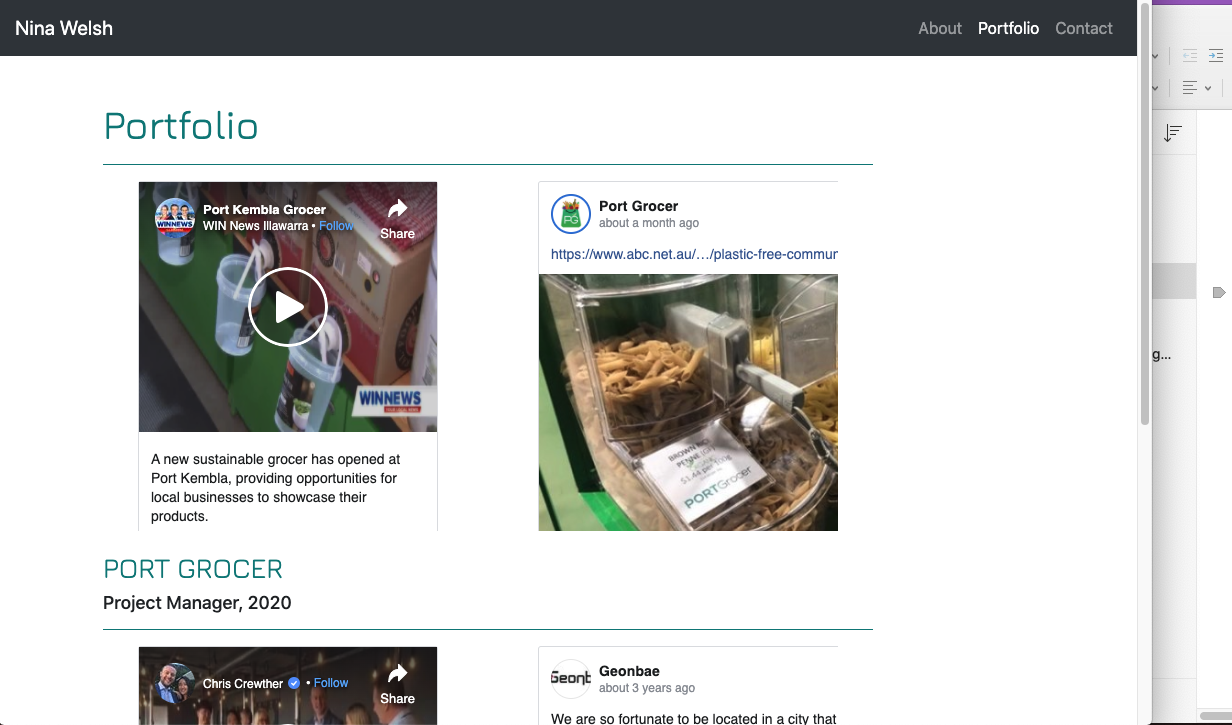 Nina Welsh
About Portfolio Contact
Portfolio
Port Kembla Grocer
WIN News Illawarra • Follow
Share
WINNEWS
A new sustainable grocer has opened at
Port Kembla, providing opportunities for
local businesses to showcase their
products.
Port Grocer
about a month ago
https://www.abc.net.au/…/plastic-free-commun
BROWN RICE
PENNE
PORTGrocer
g...
PORT GROCER
Project Manager, 2020
Chris Crewther • Follow
Share
Geonbae
about 3 years ago
We are so fortunate to be located in a city that